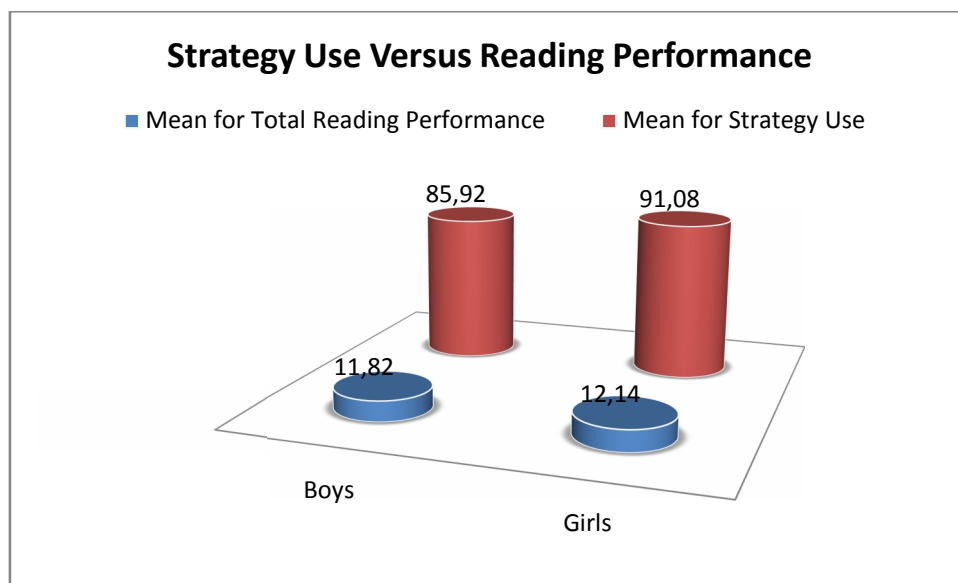 Strategy Use Versus Reading Performance
Mean for Total Reading Performance Mean for Strategy Use
85,92 91,08
11,82 12,14
Boys
Girls